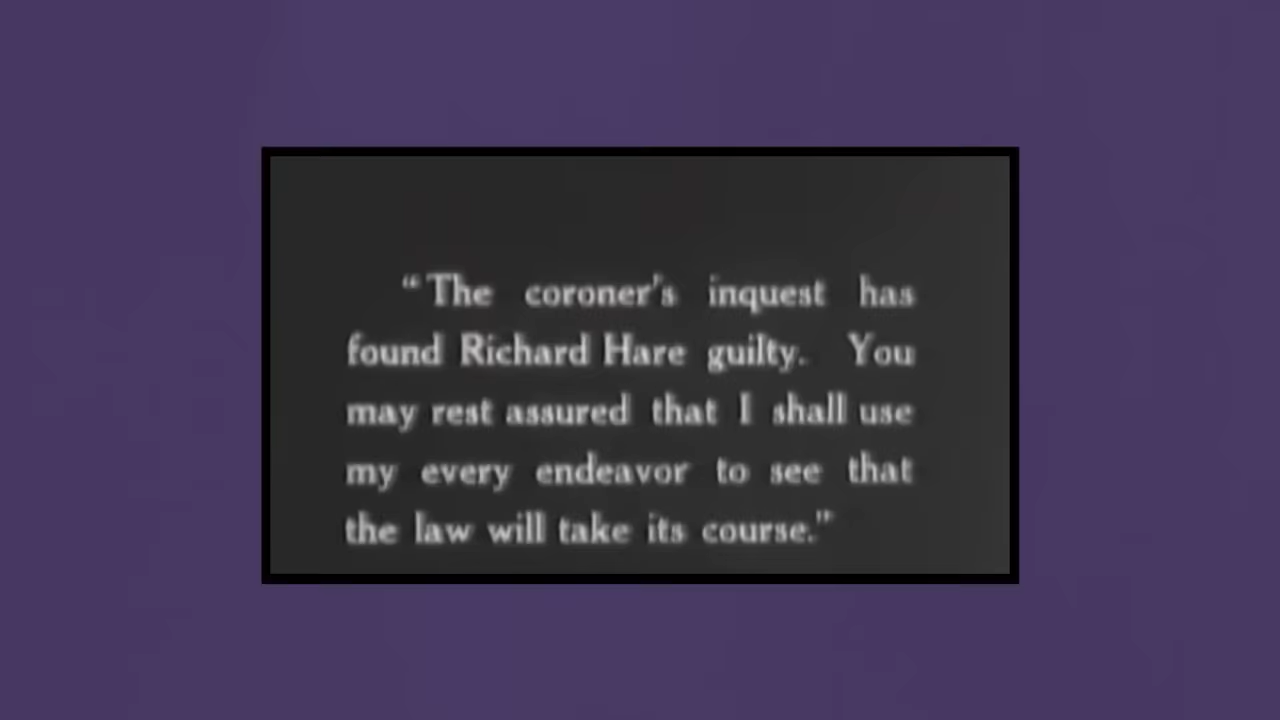 “The coroner's inquest has
found Richard Hare guilty. You
may rest assured that I shall use
my every endeavor to see that
the law will take its course."